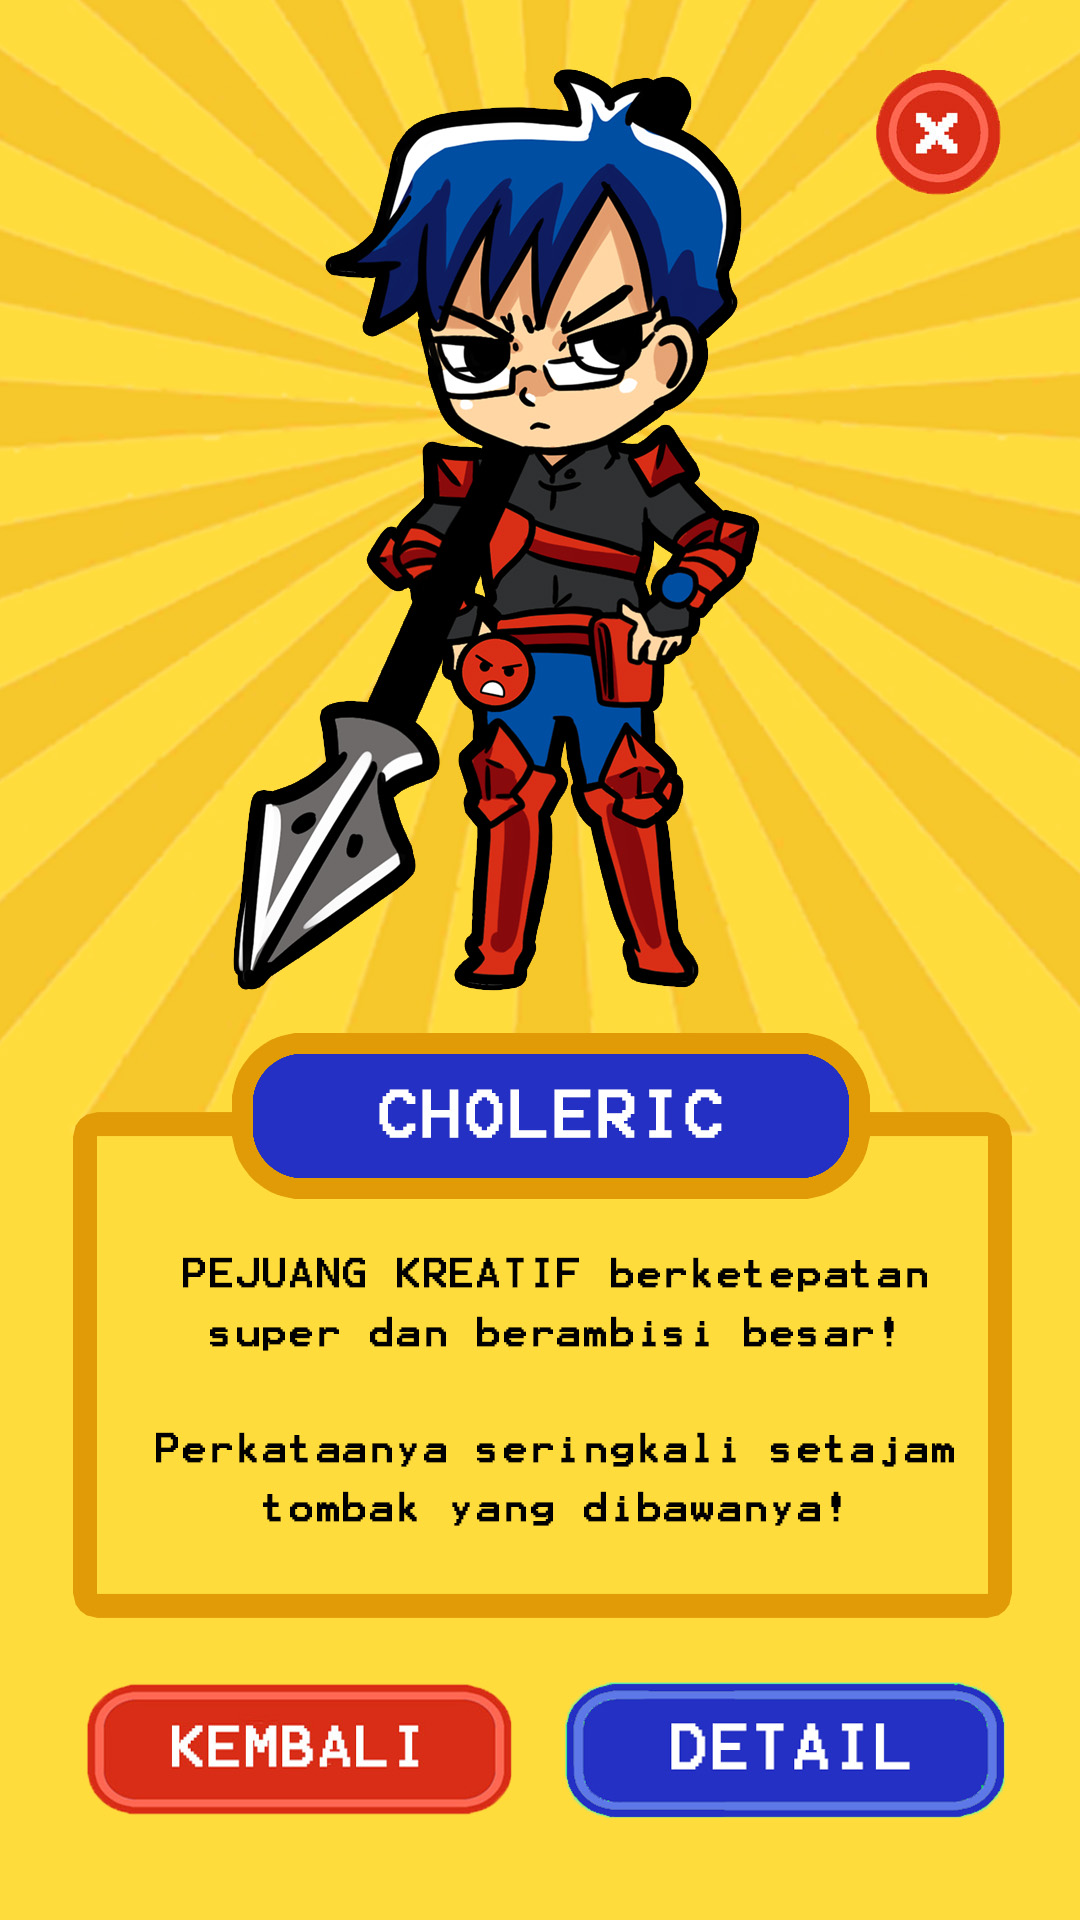 CHOLERIC
PEJUANG KREATIF berketepatan
super dan berambisi besar!
Perkataanya seringkali setajam
tombak yang dibawanya!
KEMBALI
DETAIL